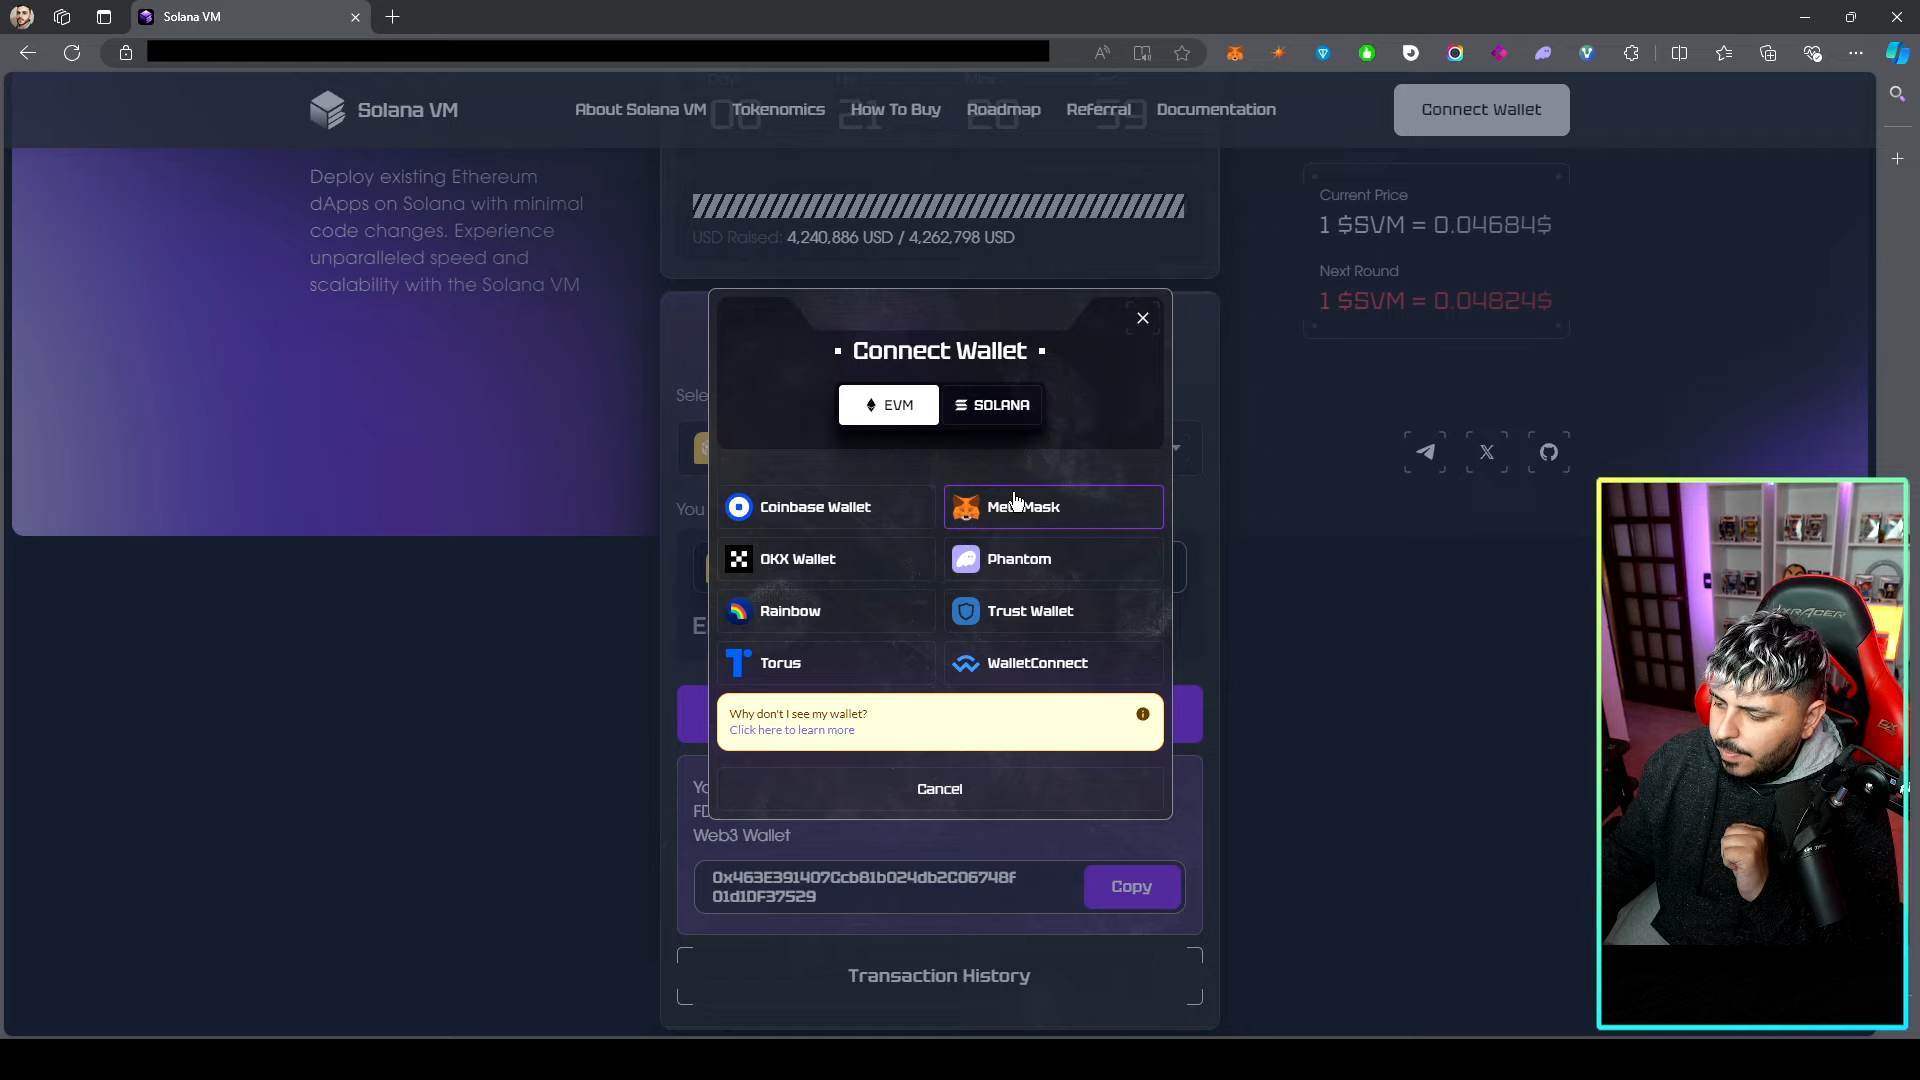 Solana VM
Solana VM
About Solana VM
Tokenomics
How To Buy
Roadmap
Referral
Documentation
Connect Wallet
Deploy existing Ethereum
dApps on Solana with minimal
code changes. Experience
unparalleled speed and
scalability with the Solana VM
USD Raised: 4,240,886 USD / 4,262,798 USD
Current Price
1 $SVM = 0.04684$
Next Round
1 $SVM = 0.04824$
Connect Wallet
EVM
SOLANA
Coinbase Wallet
MetaMask
OKX Wallet
Phantom
Rainbow
Trust Wallet
Torus
WalletConnect
Why don't I see my wallet?
Click here to learn more
Cancel
Web3 Wallet
0x463E391407Ccb81b024db2C06748f
01d1DF37529
Copy
Transaction History